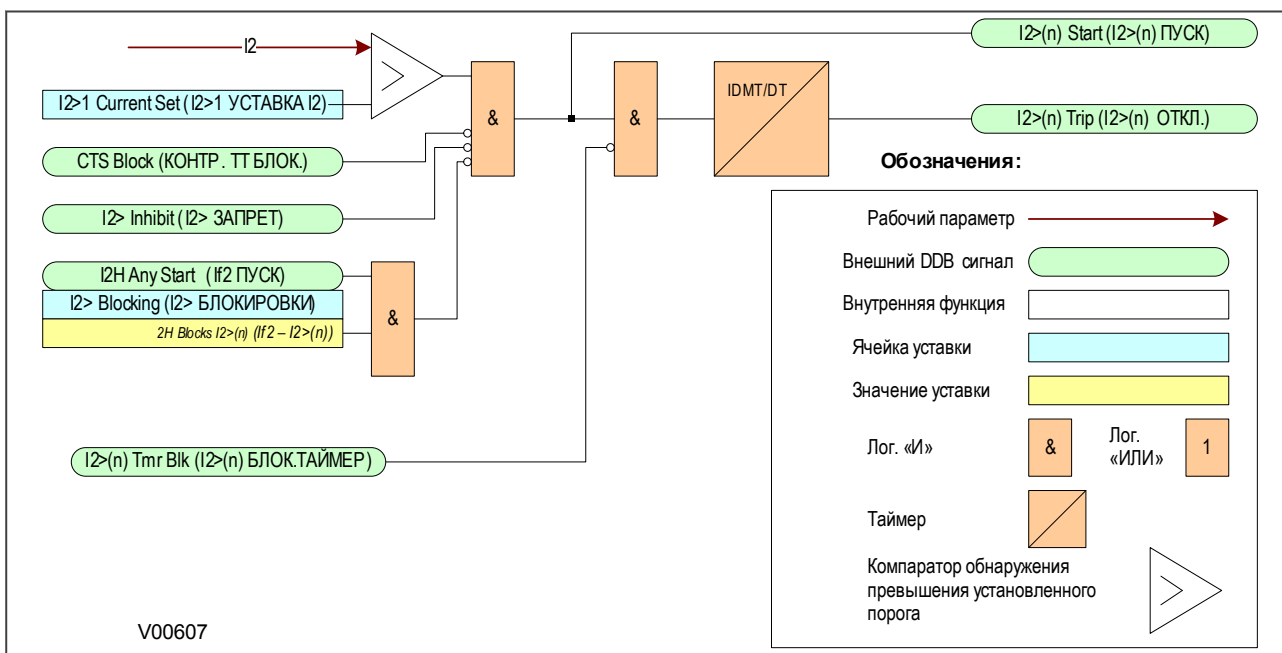 I2
I2>1 Current Set (I2>1 УСТАВКА I2)
CTS Block (КОНТР. ТТ БЛОК.)
I2> Inhibit (I2> ЗАПРЕТ)
I2H Any Start (If2 ПУСК)
I2> Blocking (I2> БЛОКИРОВКИ)
2H Blocks I2>(n) (If2 – I2>(n))
I2>(n) Tmr Blk (I2>(n) БЛОК.ТАЙМЕР)
>
&
&
&
IDMT/DT
I2>(n) Start (I2>(n) ПУСК)
I2>(n) Trip (I2>(n) ОТКЛ.)
Обозначения:
Рабочий параметр
Внешний DDB сигнал
Внутренняя функция
Ячейка уставки
Значение уставки
Лог. «И»
&
Лог.
«ИЛИ»
1
Таймер
Компаратор обнаружения
превышения установленного
порога
>
V00607